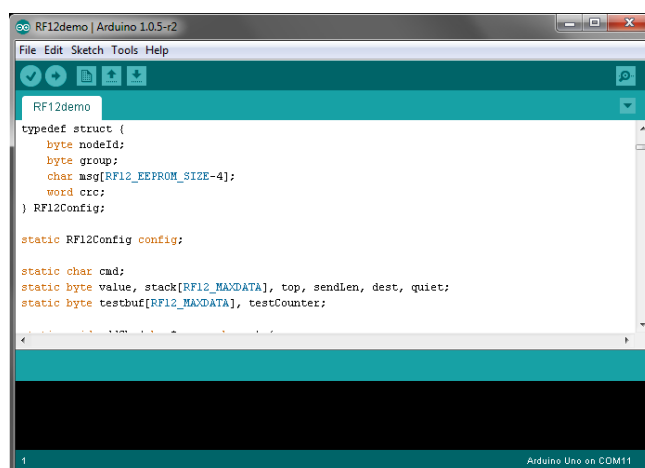 RF12demo | Arduino 1.0.5-r2
File Edit Sketch Tools Help
RF12demo
typedef struct {
    byte nodeId;
    byte group;
    char msg[RF12_EEPROM_SIZE-4];
    word crc;
} RF12Config;
static RF12Config config;
static char cmd;
static byte value, stack[RF12_MAXDATA], top, sendLen, dest, quiet;
static byte testbuf[RF12_MAXDATA], testCounter;
1
Arduino Uno on COM11